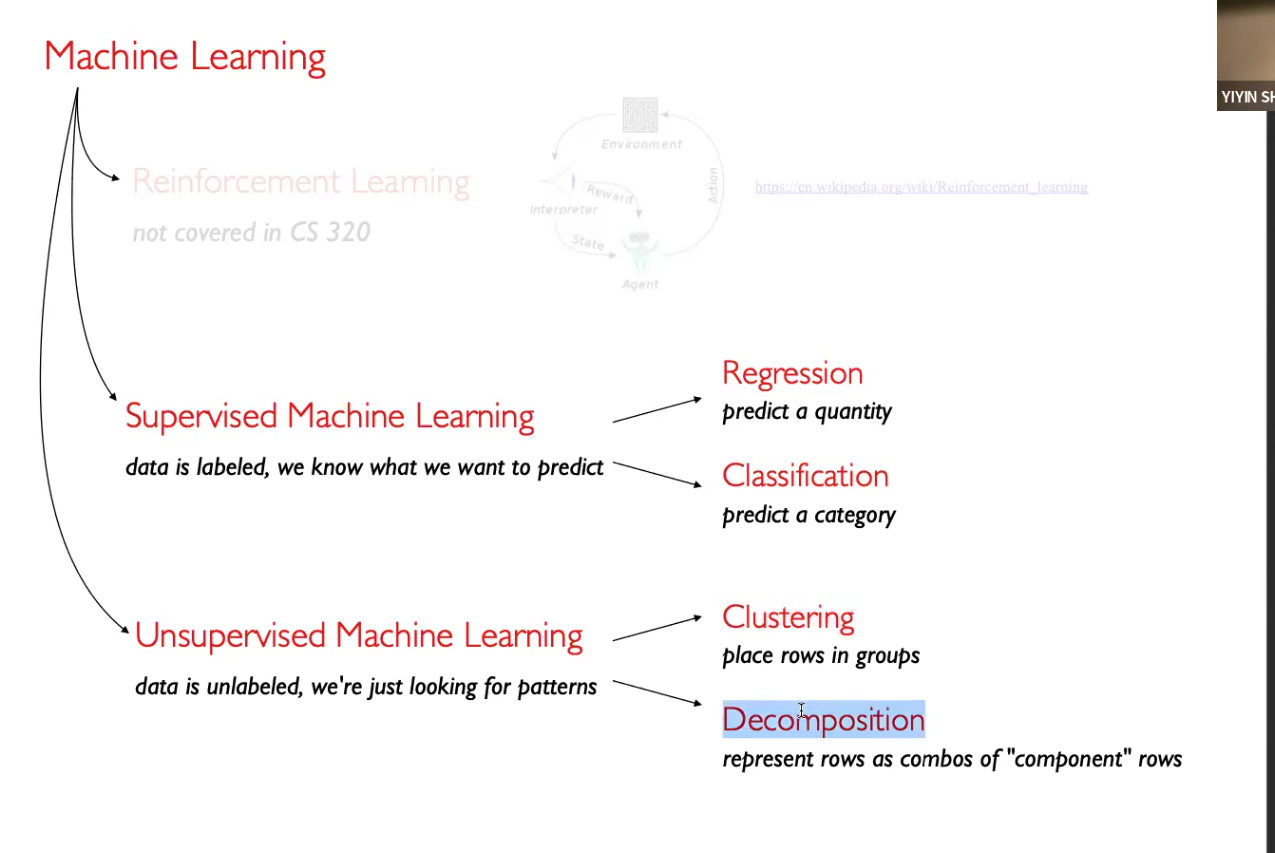 Machine Learning
YIYIN SH
Environment
Reinforcement Learning
https://en.wikipedia.org/wiki/Reinforcement_learning
Reward
Action
Interpreter
not covered in CS 320
State
Agent
Supervised Machine Learning
data is labeled, we know what we want to predict
Regression
predict a quantity
Classification
predict a category
Unsupervised Machine Learning
data is unlabeled, we're just looking for patterns
Clustering
place rows in groups
Decomposition
represent rows as combos of "component" rows